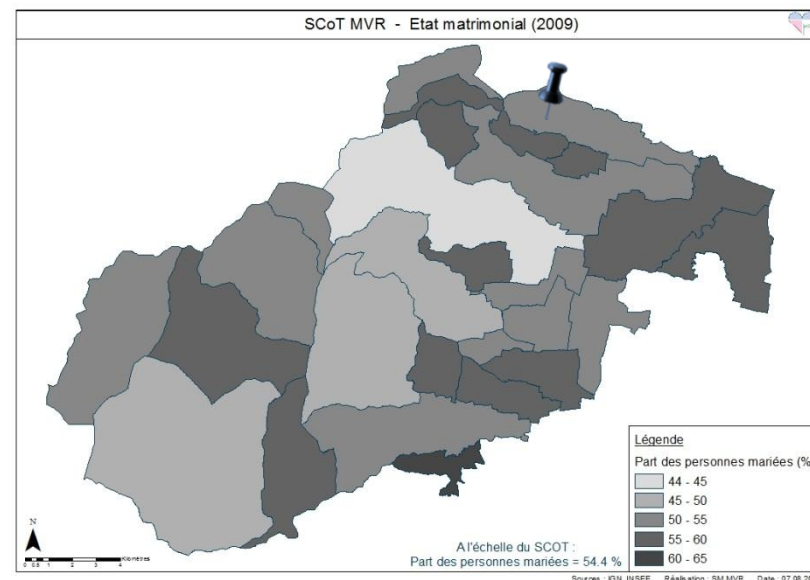 SCoT MVR - Etat matrimonial (2009)
Légende
Part des personnes mariées (%
44 - 45
45 - 50
50 - 55
55 - 60
60 - 65
N
0 0.5 1 2 3 4 Kilomètres
A l'échelle du SCOT :
Part des personnes mariées = 54.4 %
Sources : IGN, INSEE Réalisation : SM MVR Date : 07.08.20